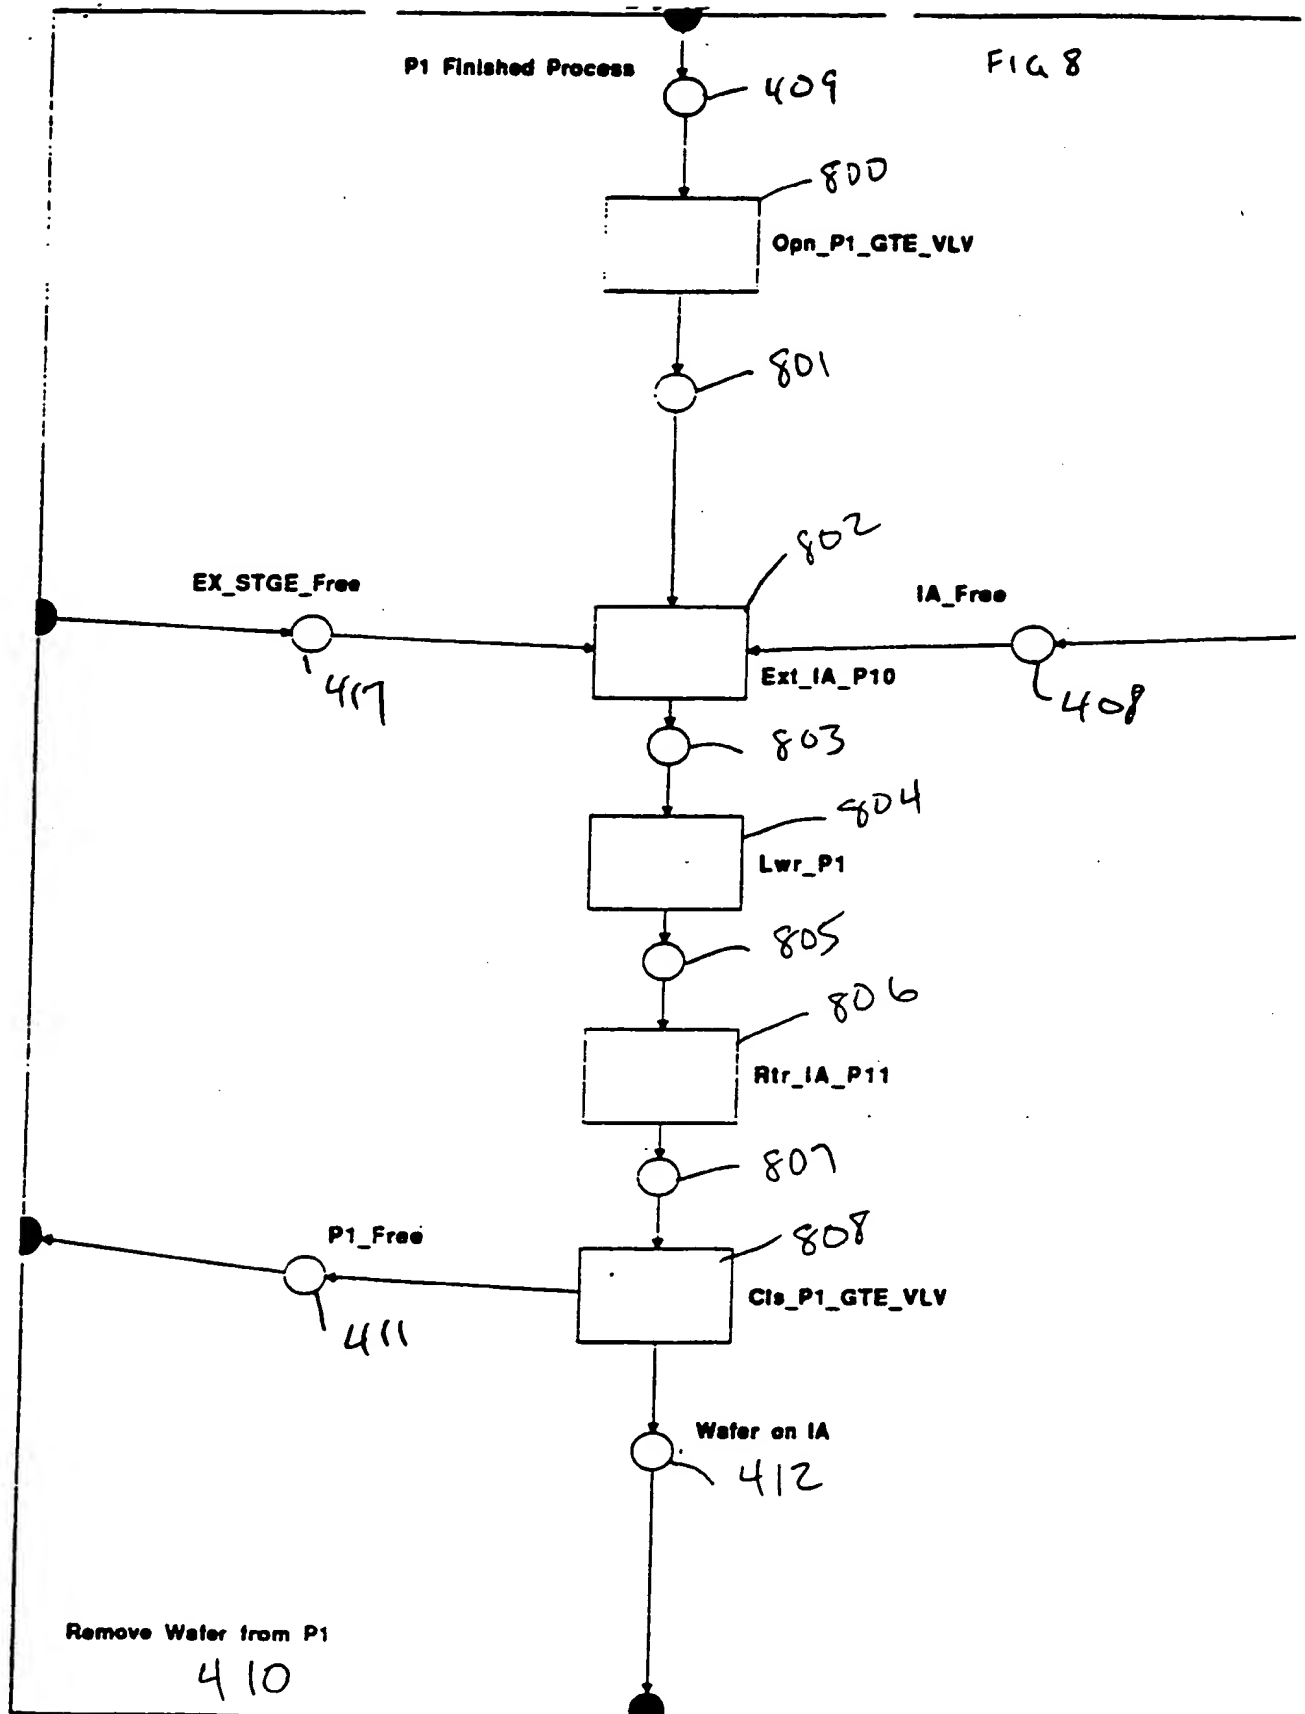 FIG 8
P1 Finished Process
409
800
Opn_P1_GTE_VLV
801
802
EX_STGE_Free
IA_Free
417
Ext_IA_P10
408
803
804
Lwr_P1
805
806
Rtr_IA_P11
807
P1_Free
808
Cls_P1_GTE_VLV
411
Wafer on IA
412
Remove Wafer from P1
410